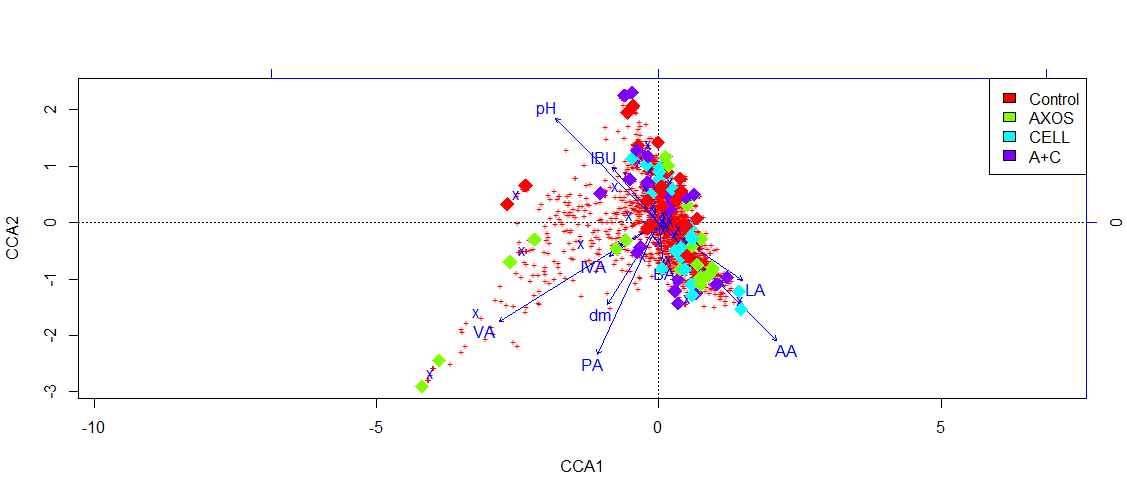 Control
AXOS
CELL
A+C
pH
IBU
IVA
BA
LA
dm
VA
PA
AA
CCA2
2
1
0
-1
-2
-3
0
-10
-5
0
5
CCA1